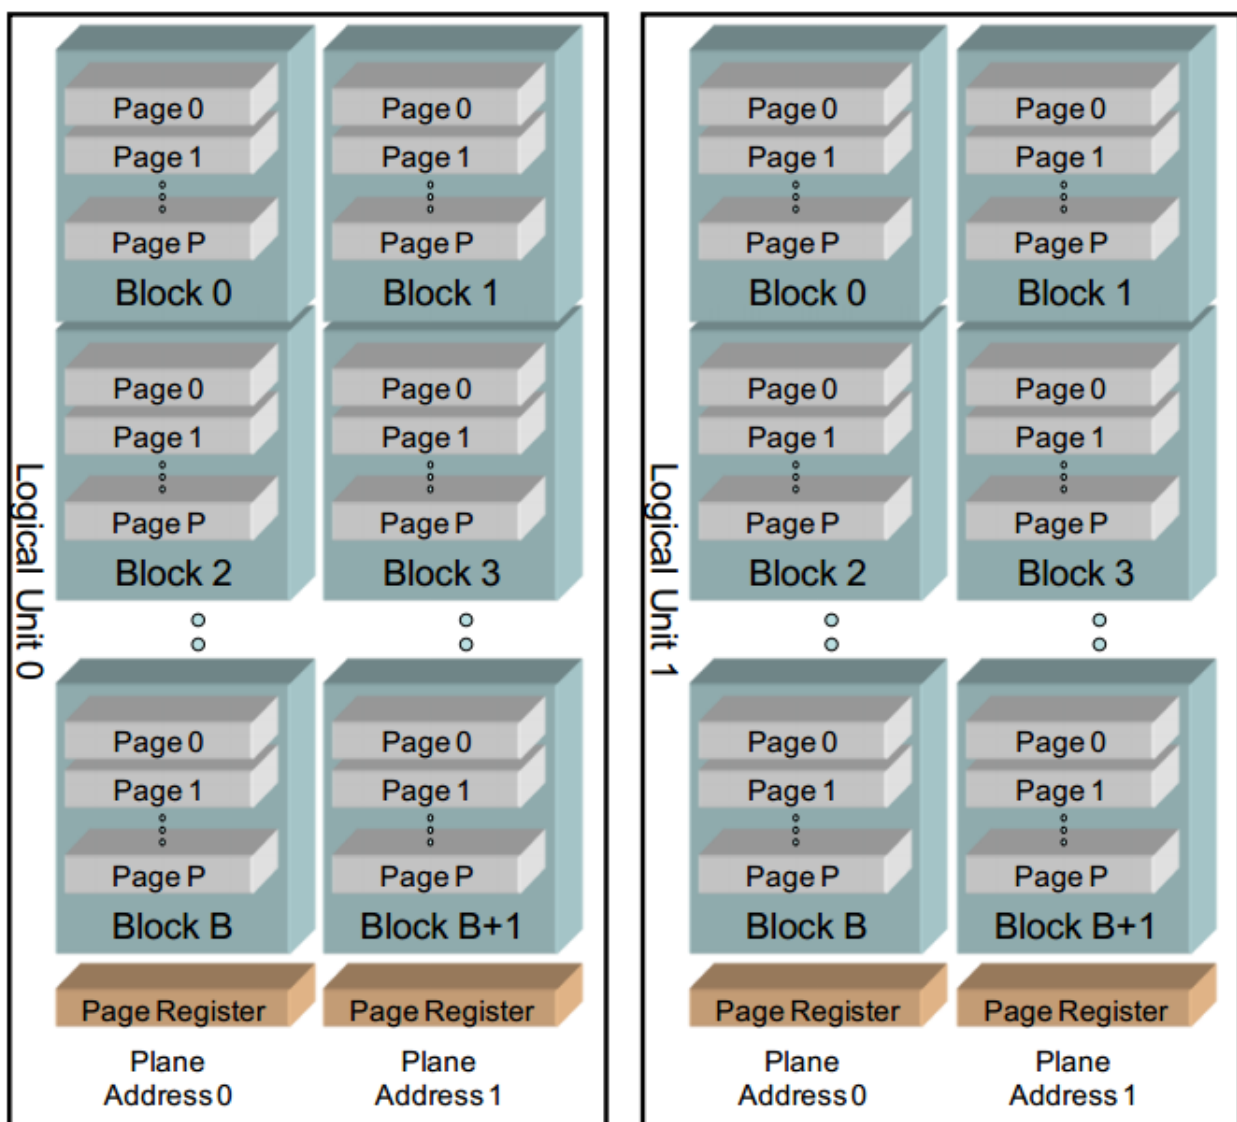 Logical Unit 0
Page 0
Page 1
Page P
Block 0
Page 0
Page 1
Page P
Block 1
Page 0
Page 1
Page P
Block 2
Page 0
Page 1
Page P
Block 3
Page 0
Page 1
Page P
Block B
Page 0
Page 1
Page P
Block B+1
Page Register
Page Register
Plane
Address 0
Plane
Address 1
Logical Unit 1
Page 0
Page 1
Page P
Block 0
Page 0
Page 1
Page P
Block 1
Page 0
Page 1
Page P
Block 2
Page 0
Page 1
Page P
Block 3
Page 0
Page 1
Page P
Block B
Page 0
Page 1
Page P
Block B+1
Page Register
Page Register
Plane
Address 0
Plane
Address 1